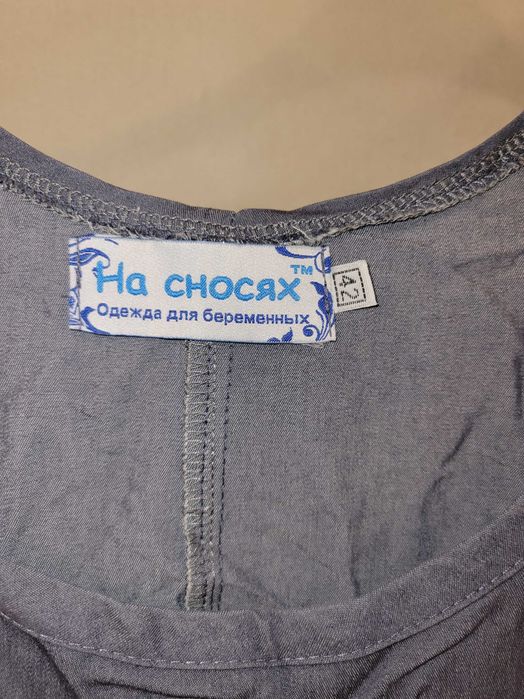 На сносях™
Одежда для беременных
42